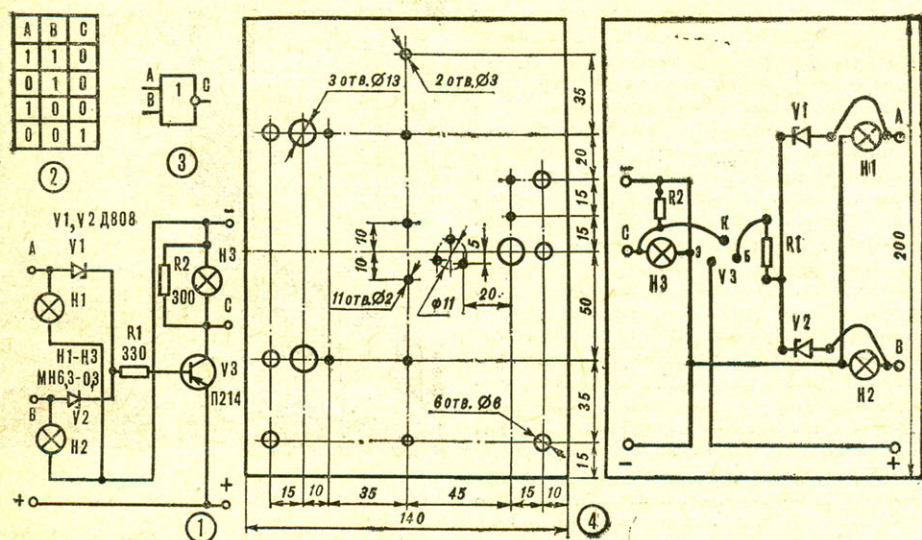 A B C
1 1 0
0 1 0
1 0 0
0 0 1
2
A
B
1
C
3
V1, V2 Д808
A
V1
H1
R2
300
H3
C
R1
330
H1-H3
МН6,3-0,3
V3
П214
B
V2
H2
+
+
1
3 отв. Ø13
2 отв. Ø3
35
20
15
15
10
10
5
11 отв. Ø2
φ11
20
50
6 отв. Ø6
35
15
15 10 35 45 15 10
140
4
V1
A
H1
R2
C
K
H3
Э
V3
Б
R1
200
V2
B
H2
-
+